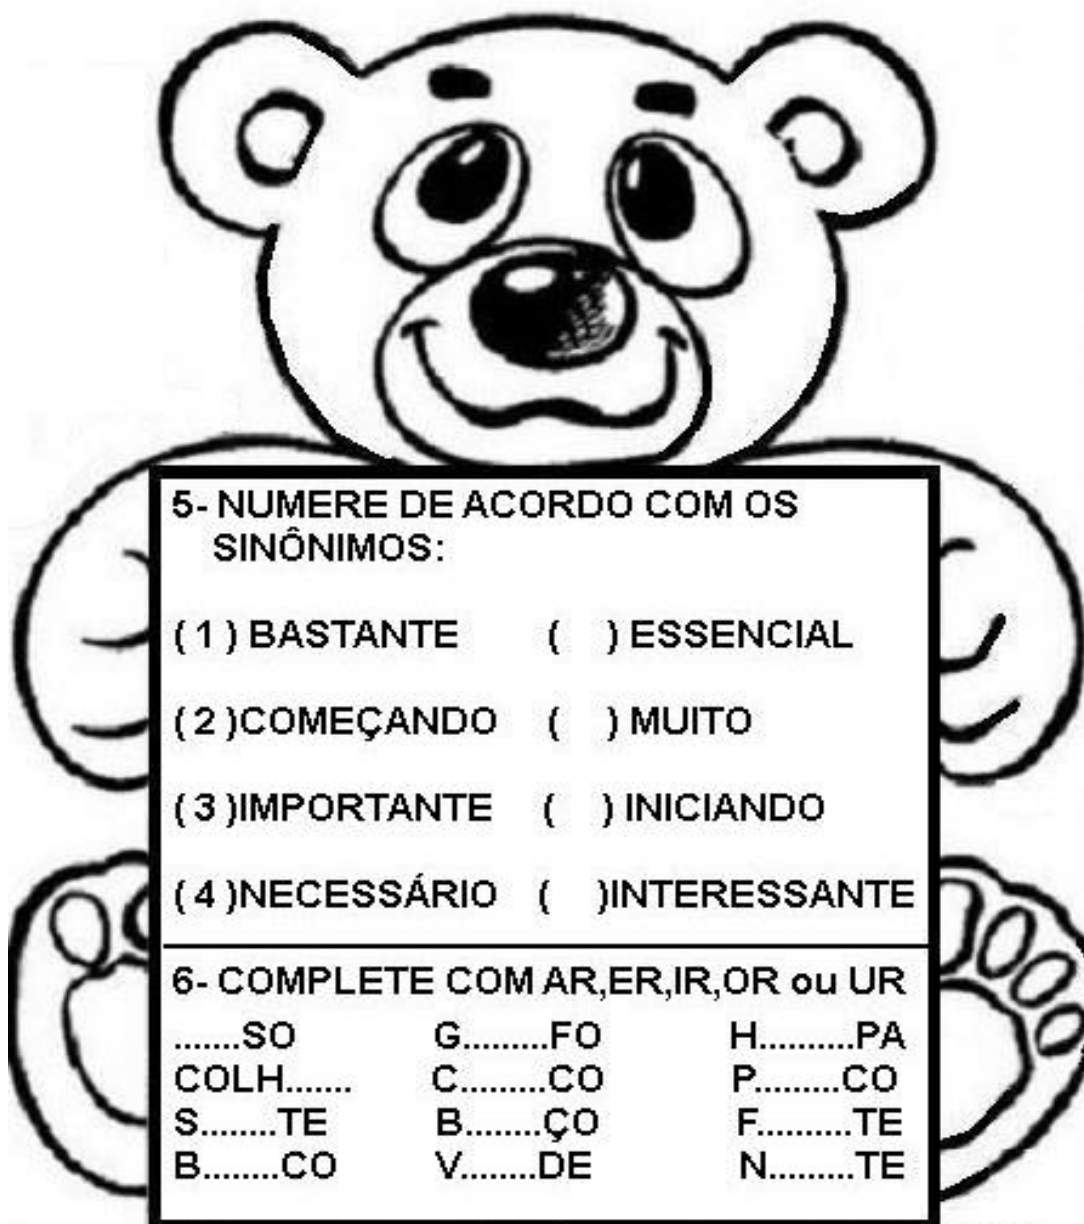 5- NUMERE DE ACORDO COM OS
SINÔNIMOS:
( 1 ) BASTANTE ( ) ESSENCIAL
( 2 )COMEÇANDO ( ) MUITO
( 3 )IMPORTANTE ( ) INICIANDO
( 4 )NECESSÁRIO ( )INTERESSANTE
6- COMPLETE COM AR,ER,IR,OR ou UR
.......SO G.........FO H..........PA
COLH....... C.........CO P.........CO
S........TE B........ÇO F..........TE
B........CO V........DE N.........TE